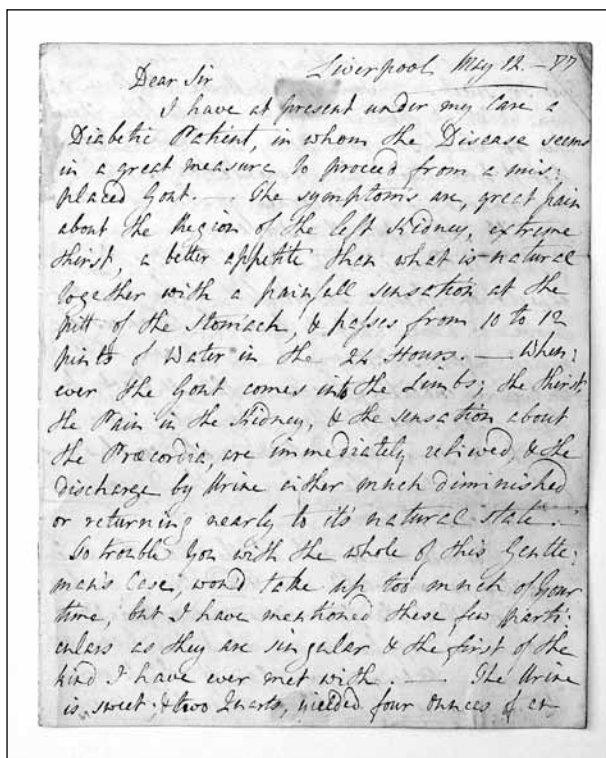 Liverpool May 22. – 77
Dear Sir
I have at present under my Care a
Diabetic Patient, in whom the Disease seems
in a great measure to proceed from a mis:
placed Gout. —. The symptoms are, great pain
about the Region of the left Kidney, extreme
thirst, a better appetite than what is natural
together with a painfull sensation at the
pitt of the Stomach, & passes from 10 to 12
pints of Water in the 24 Hours. — When:
ever the Gout comes into the Limbs; the thirst,
the Pain in the Kidney, & the sensation about
the Præcordia, are immediately relieved, & the
discharge by Urine either much diminished
or returning nearly to it's natural state. —
To trouble You with the whole of this Gentle:
man's Case, would take up too much of Your
time, but I have mentioned these few parti:
culars as they are singular & the first of the
kind I have ever met with. — The Urine
is sweet, & two Quarts, yielded four ounces of an